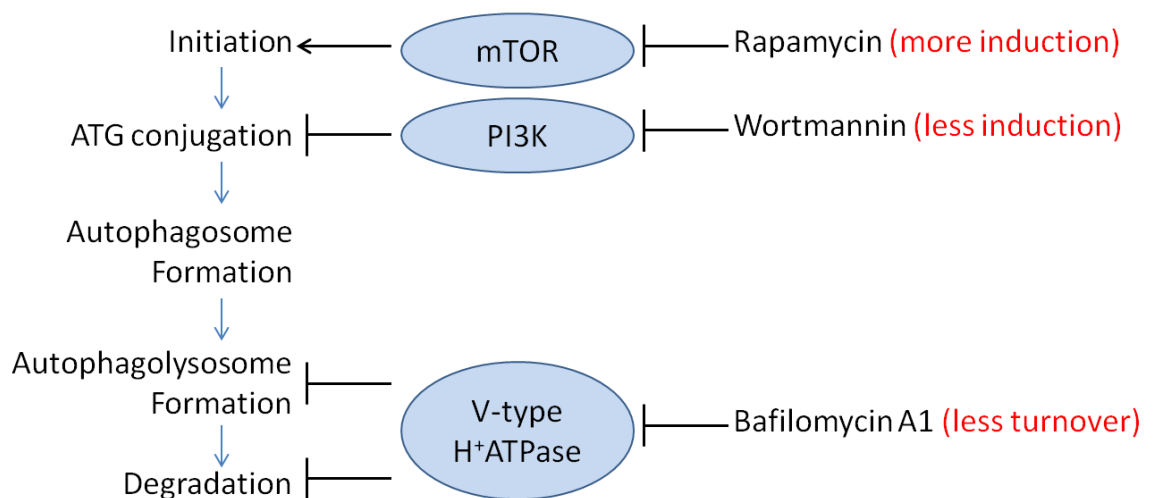 Initiation
mTOR
Rapamycin (more induction)
ATG conjugation
PI3K
Wortmannin (less induction)
Autophagosome
Formation
Autophagolysosome
Formation
V-type
H⁺ATPase
Bafilomycin A1 (less turnover)
Degradation